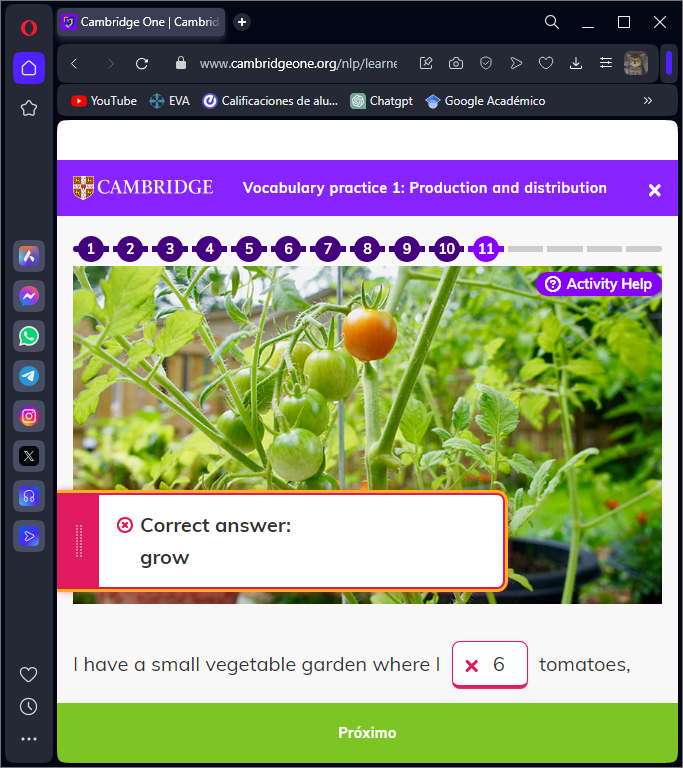 Cambridge One | Cambrid
www.cambridgeone.org/nlp/learne
YouTube EVA Calificaciones de alu... Chatgpt Google Académico »
CAMBRIDGE Vocabulary practice 1: Production and distribution
1 2 3 4 5 6 7 8 9 10 11
Activity Help
Correct answer:
grow
I have a small vegetable garden where I 6 tomatoes,
Próximo